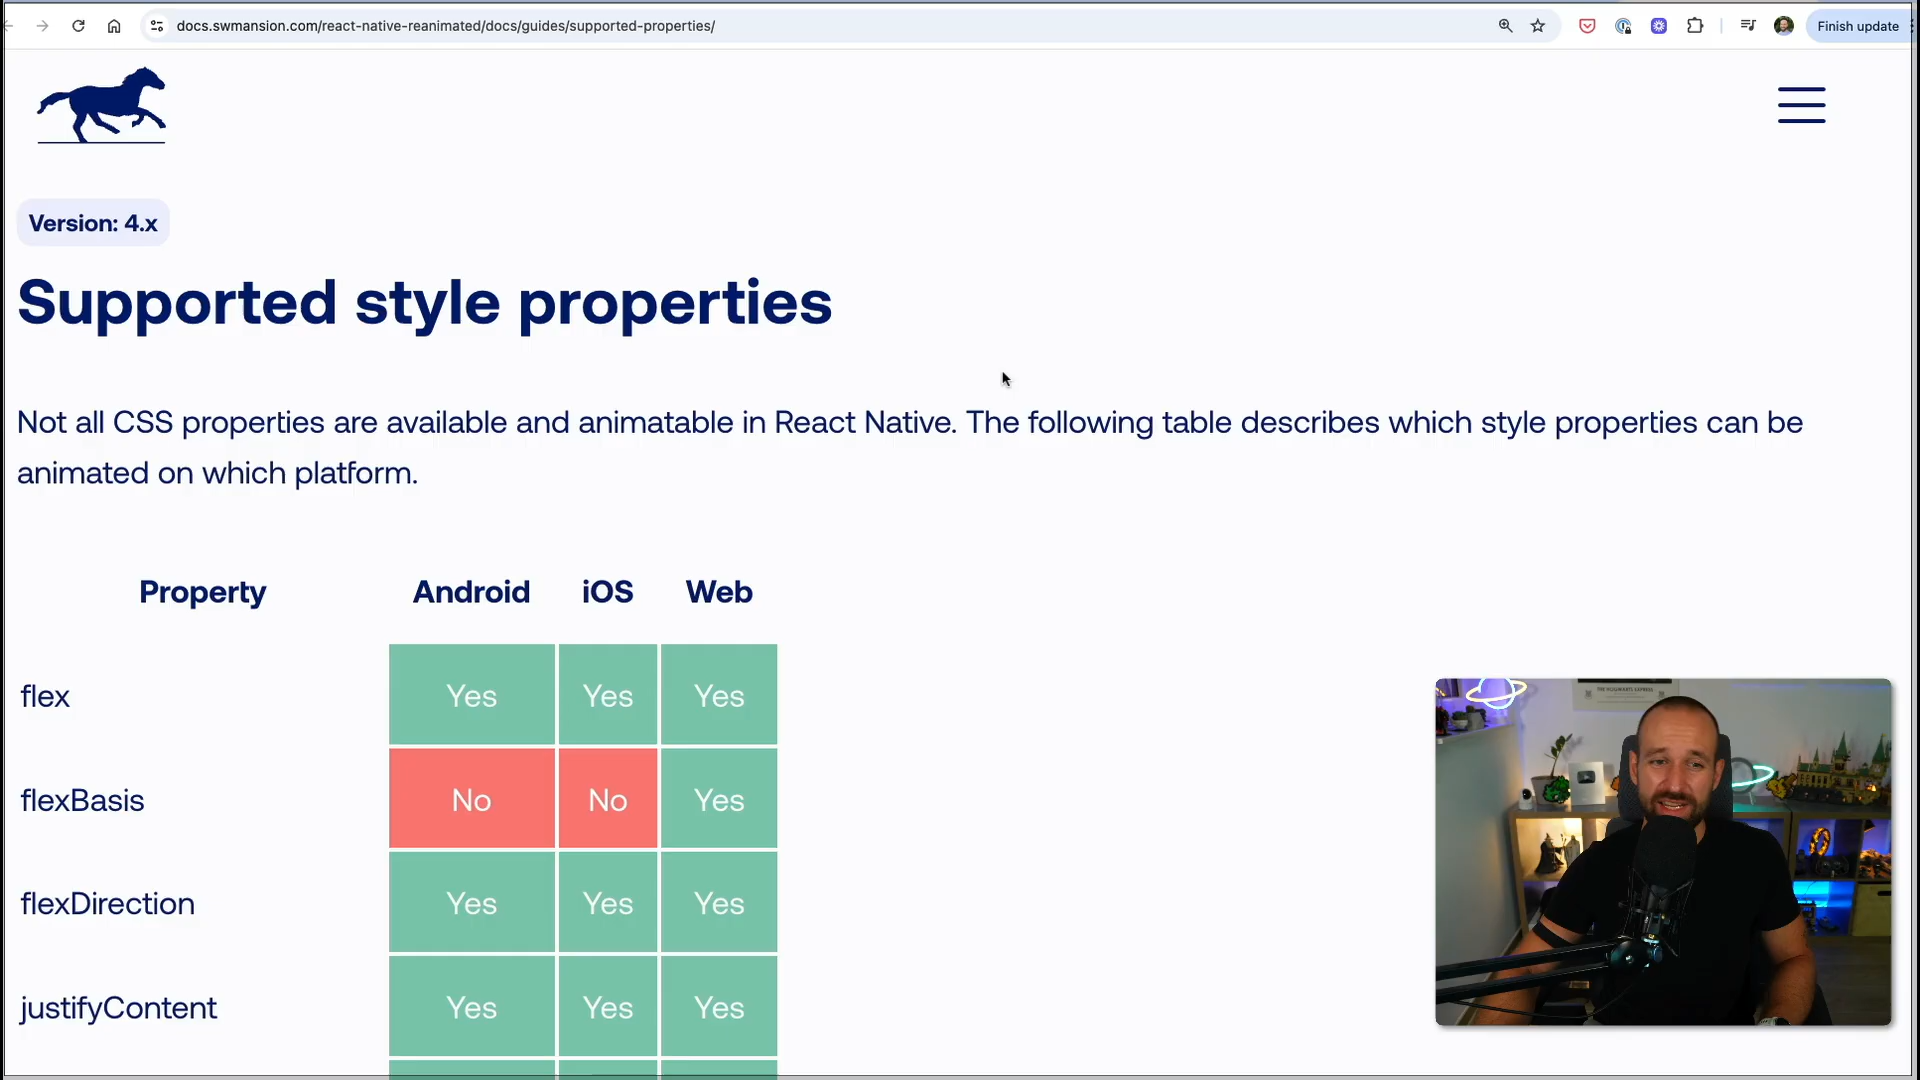 docs.swmansion.com/react-native-reanimated/docs/guides/supported-properties/
Finish update
Version: 4.x
Supported style properties
Not all CSS properties are available and animatable in React Native. The following table describes which style properties can be
animated on which platform.
Property Android iOS Web
flex Yes Yes Yes
flexBasis No No Yes
flexDirection Yes Yes Yes
justifyContent Yes Yes Yes